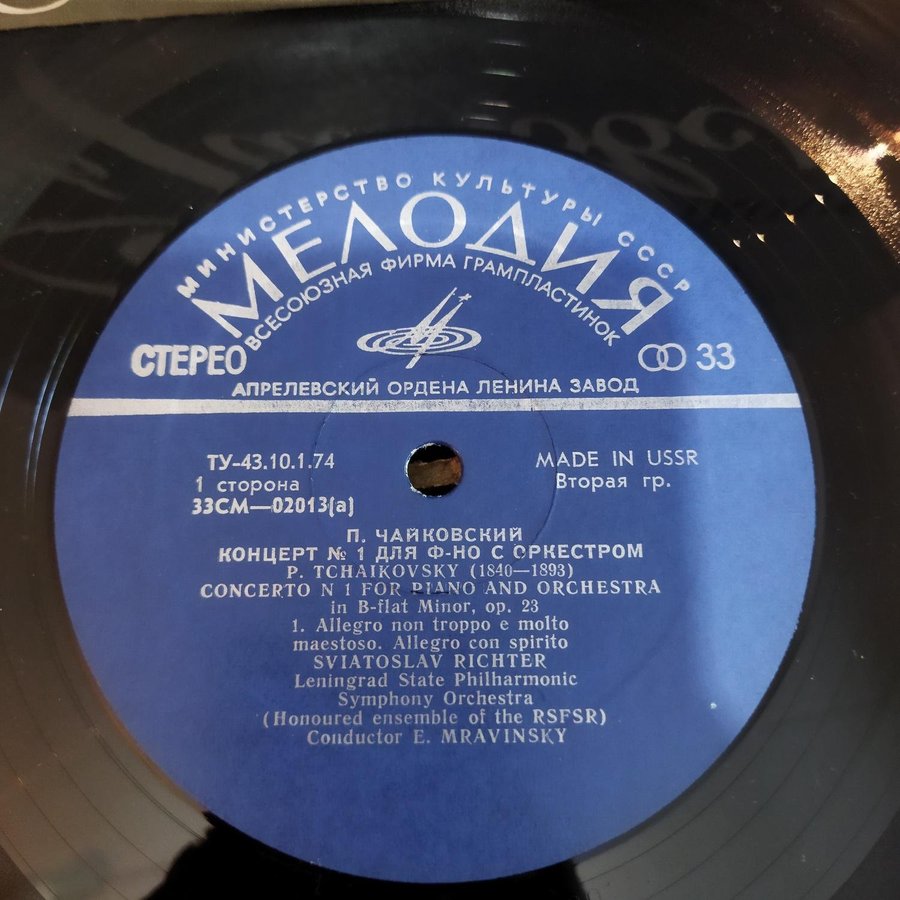 МИНИСТЕРСТВО КУЛЬТУРЫ СССР
МЕЛОДИЯ
ВСЕСОЮЗНАЯ ФИРМА ГРАМПЛАСТИНОК
СТЕРЕО
33
АПРЕЛЕВСКИЙ ОРДЕНА ЛЕНИНА ЗАВОД
ТУ-43.10.1.74
MADE IN USSR
1 сторона
Вторая гр.
33СМ—02013(а)
П. ЧАЙКОВСКИЙ
КОНЦЕРТ № 1 ДЛЯ Ф-НО С ОРКЕСТРОМ
P. TCHAIKOVSKY (1840—1893)
CONCERTO N 1 FOR PIANO AND ORCHESTRA
in B-flat Minor, op. 23
1. Allegro non troppo e molto
maestoso. Allegro con spirito
SVIATOSLAV RICHTER
Leningrad State Philharmonic
Symphony Orchestra
(Honoured ensemble of the RSFSR)
Conductor E. MRAVINSKY